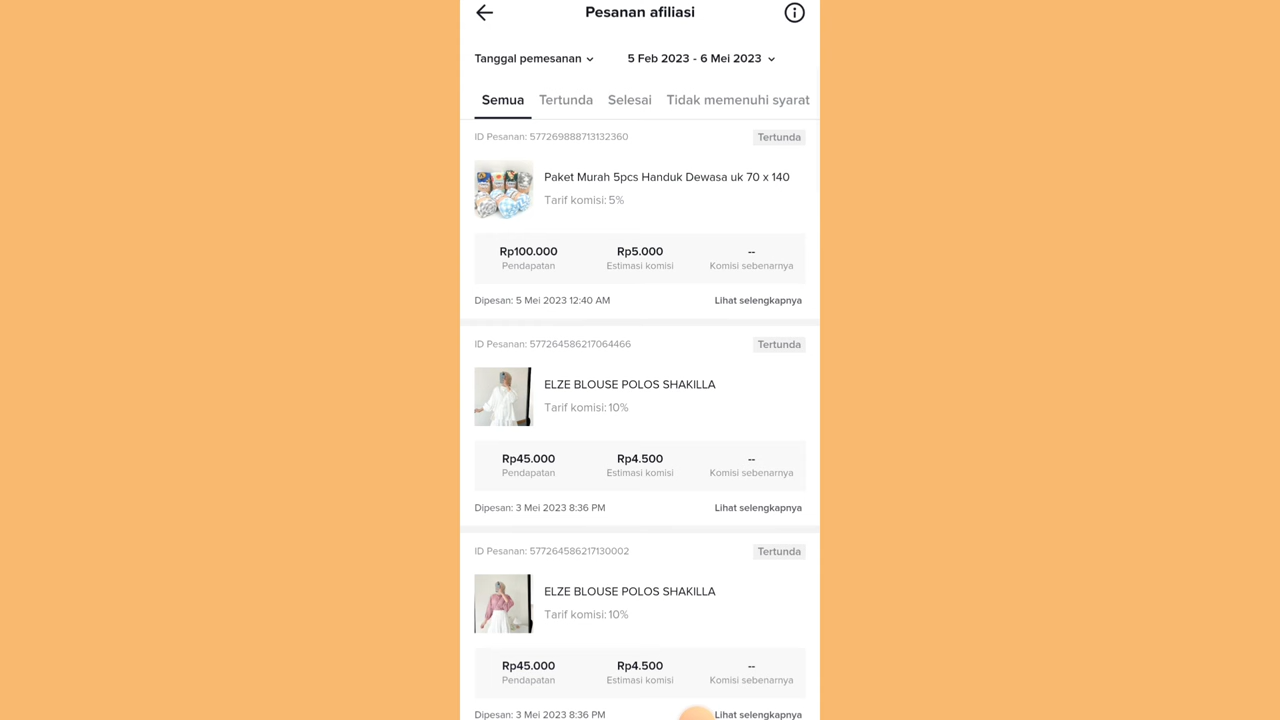 Pesanan afiliasi
Tanggal pemesanan 5 Feb 2023 - 6 Mei 2023
Semua Tertunda Selesai Tidak memenuhi syarat
ID Pesanan: 577269888713132360 Tertunda
Paket Murah 5pcs Handuk Dewasa uk 70 x 140
Tarif komisi: 5%
Rp100.000 Rp5.000 --
Pendapatan Estimasi komisi Komisi sebenarnya
Dipesan: 5 Mei 2023 12:40 AM Lihat selengkapnya
ID Pesanan: 577264586217064466 Tertunda
ELZE BLOUSE POLOS SHAKILLA
Tarif komisi: 10%
Rp45.000 Rp4.500 --
Pendapatan Estimasi komisi Komisi sebenarnya
Dipesan: 3 Mei 2023 8:36 PM Lihat selengkapnya
ID Pesanan: 577264586217130002 Tertunda
ELZE BLOUSE POLOS SHAKILLA
Tarif komisi: 10%
Rp45.000 Rp4.500 --
Pendapatan Estimasi komisi Komisi sebenarnya
Dipesan: 3 Mei 2023 8:36 PM Lihat selengkapnya